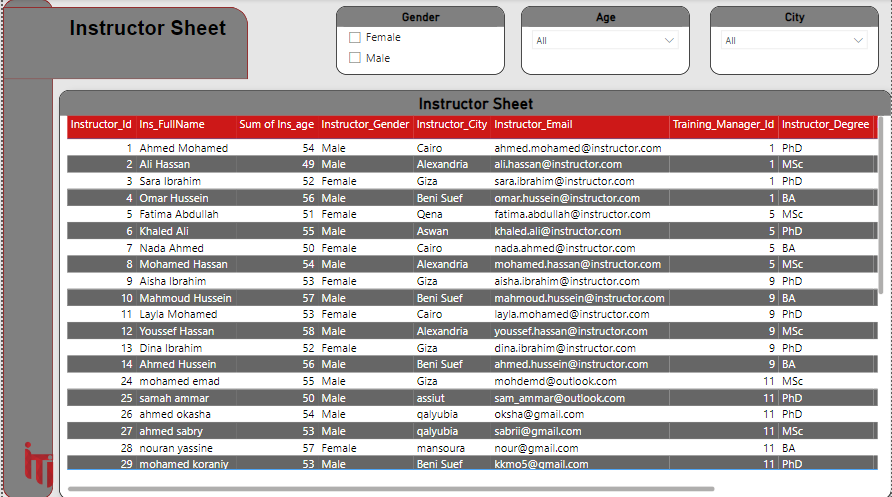 Instructor Sheet
Gender
Female
Male
Age
All
City
All
Instructor Sheet
Instructor_Id Ins_FullName Sum of Ins_age Instructor_Gender Instructor_City Instructor_Email Training_Manager_Id Instructor_Degree
1 Ahmed Mohamed 54 Male Cairo ahmed.mohamed@instructor.com 1 PhD
2 Ali Hassan 49 Male Alexandria ali.hassan@instructor.com 1 MSc
3 Sara Ibrahim 52 Female Giza sara.ibrahim@instructor.com 1 PhD
4 Omar Hussein 56 Male Beni Suef omar.hussein@instructor.com 1 BA
5 Fatima Abdullah 51 Female Qena fatima.abdullah@instructor.com 5 MSc
6 Khaled Ali 55 Male Aswan khaled.ali@instructor.com 5 PhD
7 Nada Ahmed 50 Female Cairo nada.ahmed@instructor.com 5 BA
8 Mohamed Hassan 54 Male Alexandria mohamed.hassan@instructor.com 5 MSc
9 Aisha Ibrahim 53 Female Giza aisha.ibrahim@instructor.com 9 PhD
10 Mahmoud Hussein 57 Male Beni Suef mahmoud.hussein@instructor.com 9 BA
11 Layla Mohamed 53 Female Cairo layla.mohamed@instructor.com 9 PhD
12 Youssef Hassan 58 Male Alexandria youssef.hassan@instructor.com 9 MSc
13 Dina Ibrahim 52 Female Giza dina.ibrahim@instructor.com 9 PhD
14 Ahmed Hussein 56 Male Beni Suef ahmed.hussein@instructor.com 9 BA
24 mohamed emad 55 Male Giza mohdemd@outlook.com 11 MSc
25 samah ammar 50 Male assiut sam_ammar@outlook.com 11 PhD
26 ahmed okasha 54 Male qalyubia oksha@gmail.com 11 PhD
27 ahmed sabry 53 Male qalyubia sabrii@gmail.com 11 MSc
28 nouran yassine 57 Female mansoura nour@gmail.com 11 BA
29 mohamed koraniy 53 Male Beni Suef kkmo5@gmail.com 11 PhD
iTi